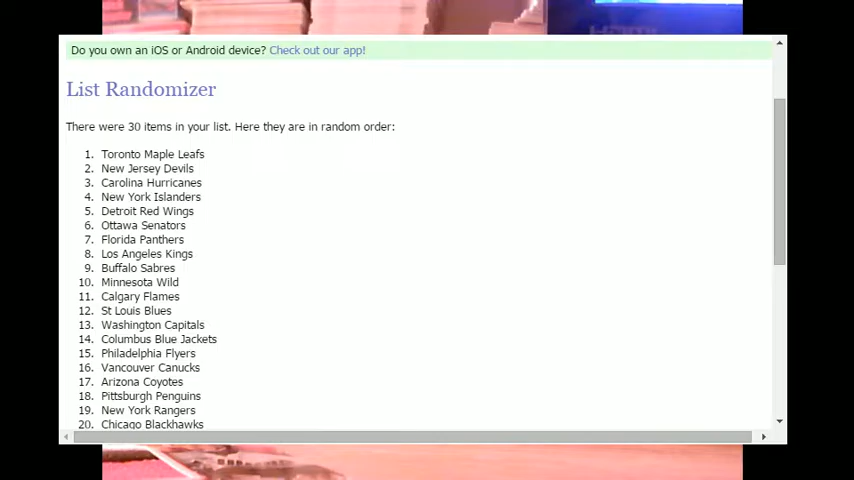 Do you own an iOS or Android device? Check out our app!
List Randomizer
There were 30 items in your list. Here they are in random order:
1. Toronto Maple Leafs
2. New Jersey Devils
3. Carolina Hurricanes
4. New York Islanders
5. Detroit Red Wings
6. Ottawa Senators
7. Florida Panthers
8. Los Angeles Kings
9. Buffalo Sabres
10. Minnesota Wild
11. Calgary Flames
12. St Louis Blues
13. Washington Capitals
14. Columbus Blue Jackets
15. Philadelphia Flyers
16. Vancouver Canucks
17. Arizona Coyotes
18. Pittsburgh Penguins
19. New York Rangers
20. Chicago Blackhawks